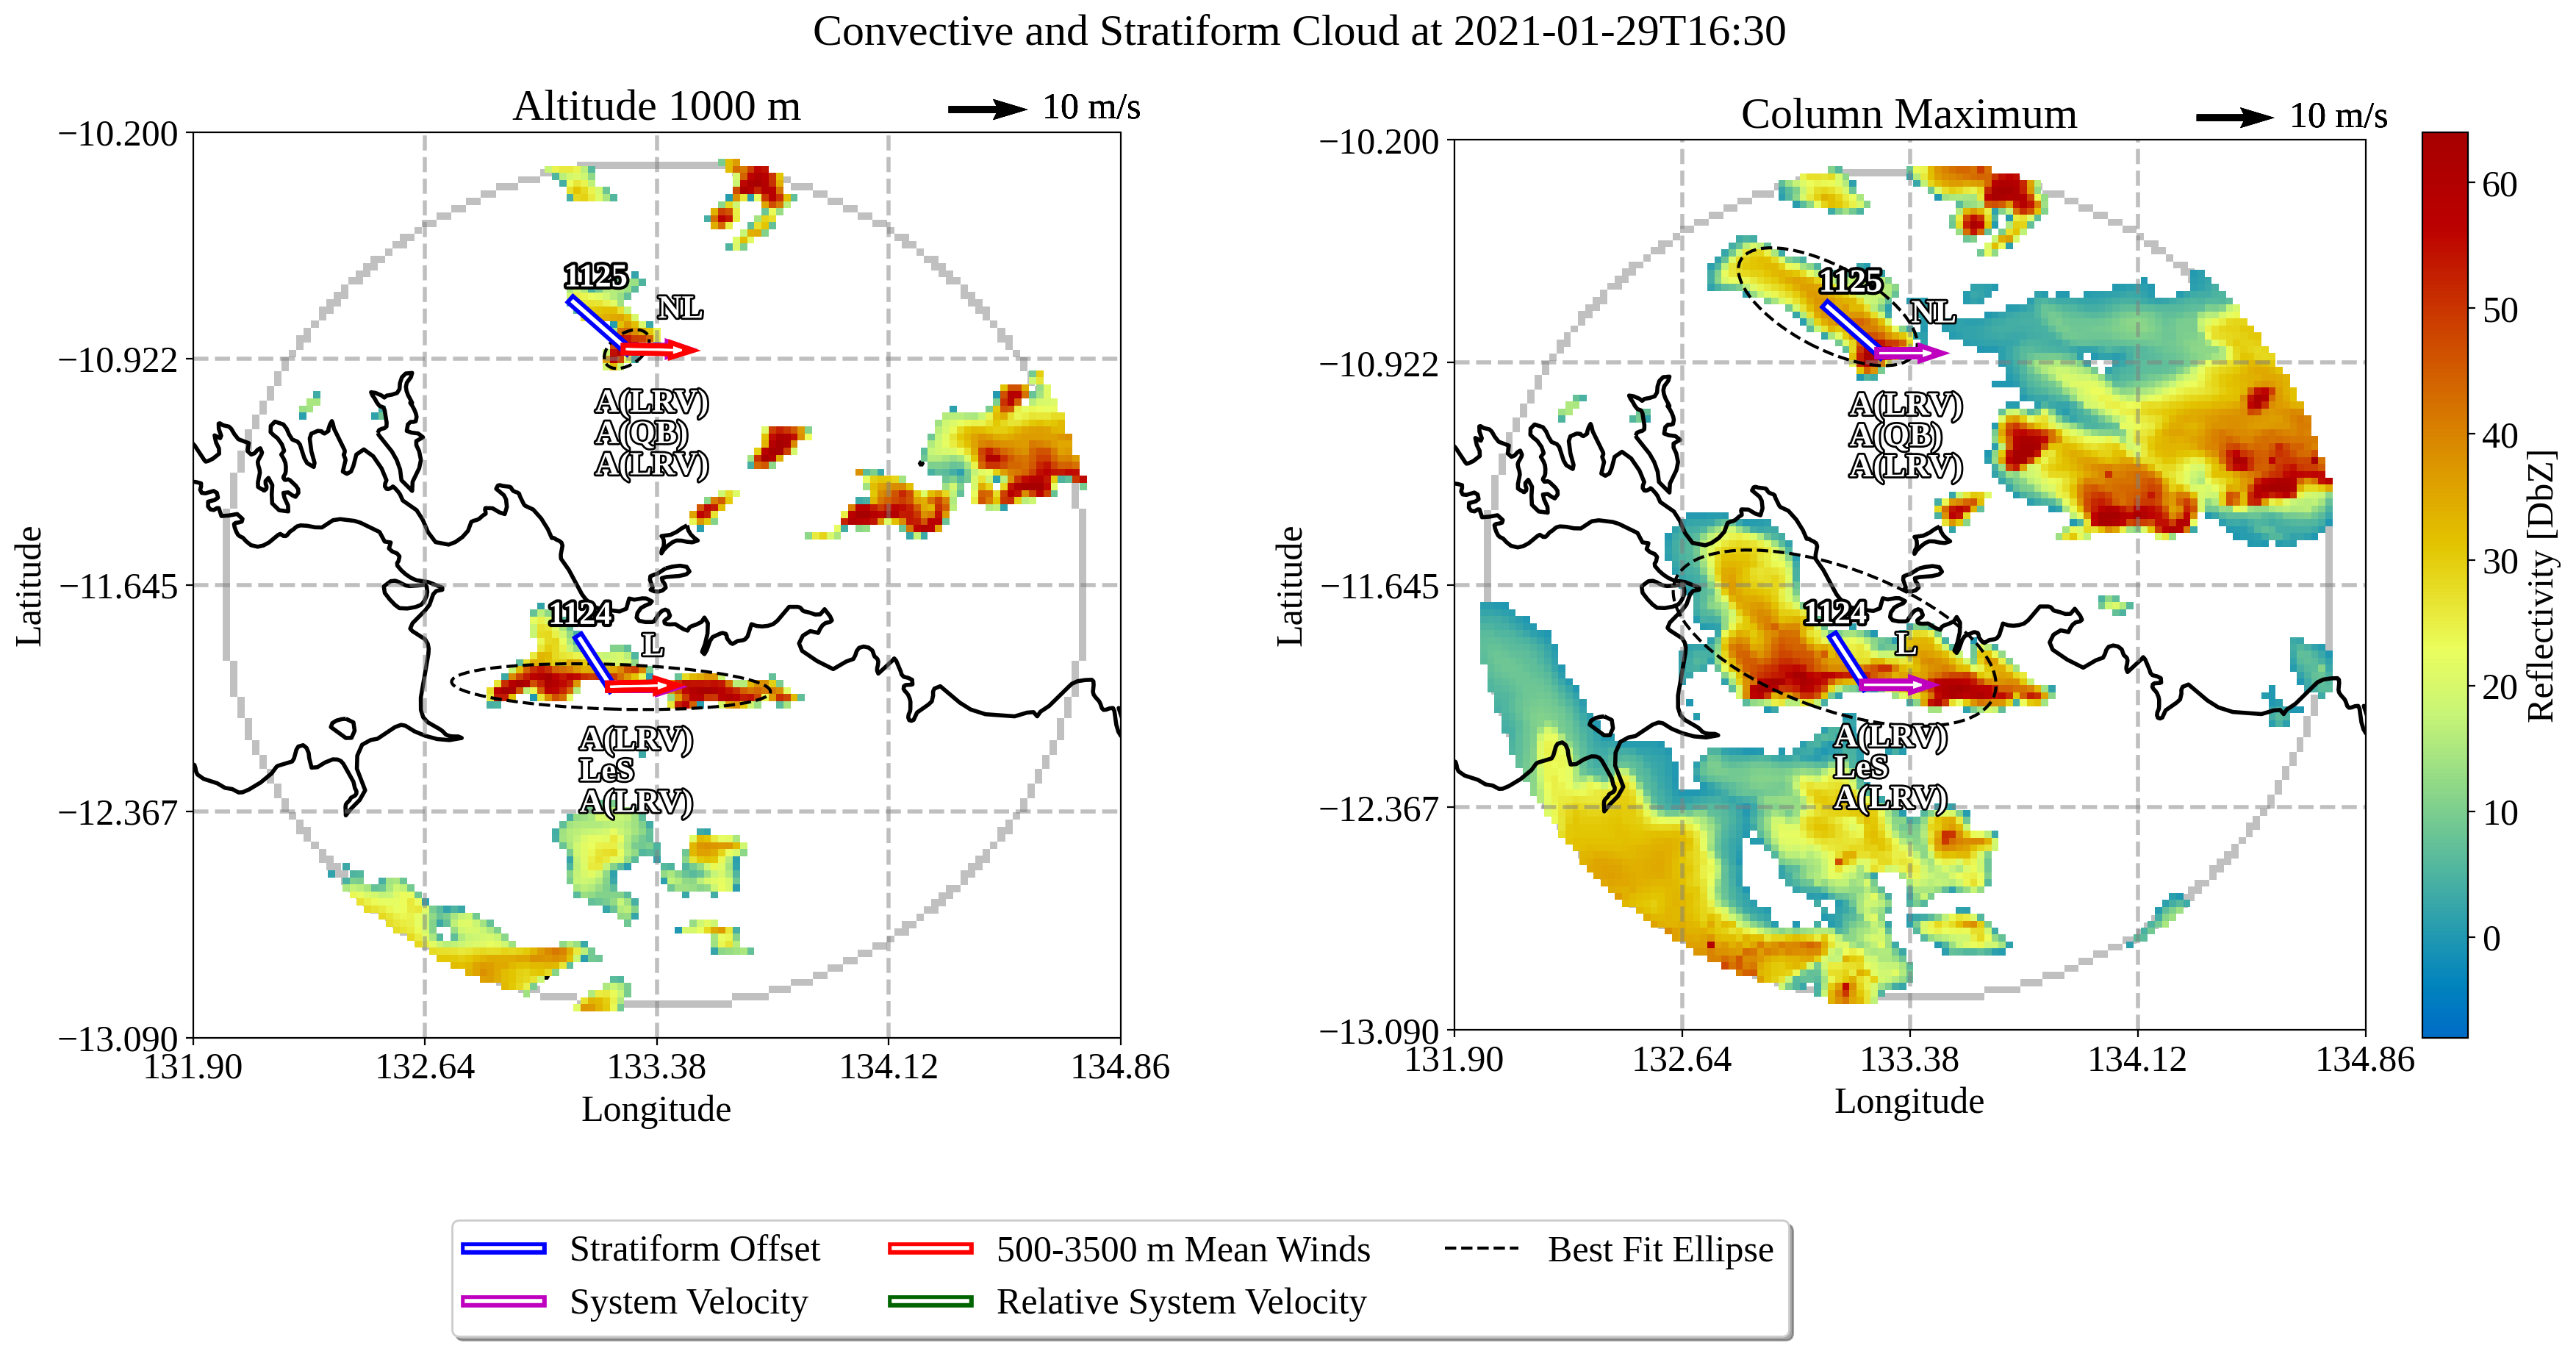 Convective and Stratiform Cloud at 2021-01-29T16:30
Altitude 1000 m
10 m/s
−10.200
−10.922
−11.645
−12.367
−13.090
Latitude
131.90
132.64
133.38
134.12
134.86
Longitude
1125
NL
A(LRV)
A(QB)
A(LRV)
1124
L
A(LRV)
LeS
A(LRV)
Column Maximum
10 m/s
−10.200
−10.922
−11.645
−12.367
−13.090
Latitude
131.90
132.64
133.38
134.12
134.86
Longitude
1125
NL
A(LRV)
A(QB)
A(LRV)
1124
L
A(LRV)
LeS
A(LRV)
60
50
40
30
20
10
0
Reflectivity [DbZ]
Stratiform Offset
System Velocity
500-3500 m Mean Winds
Relative System Velocity
Best Fit Ellipse